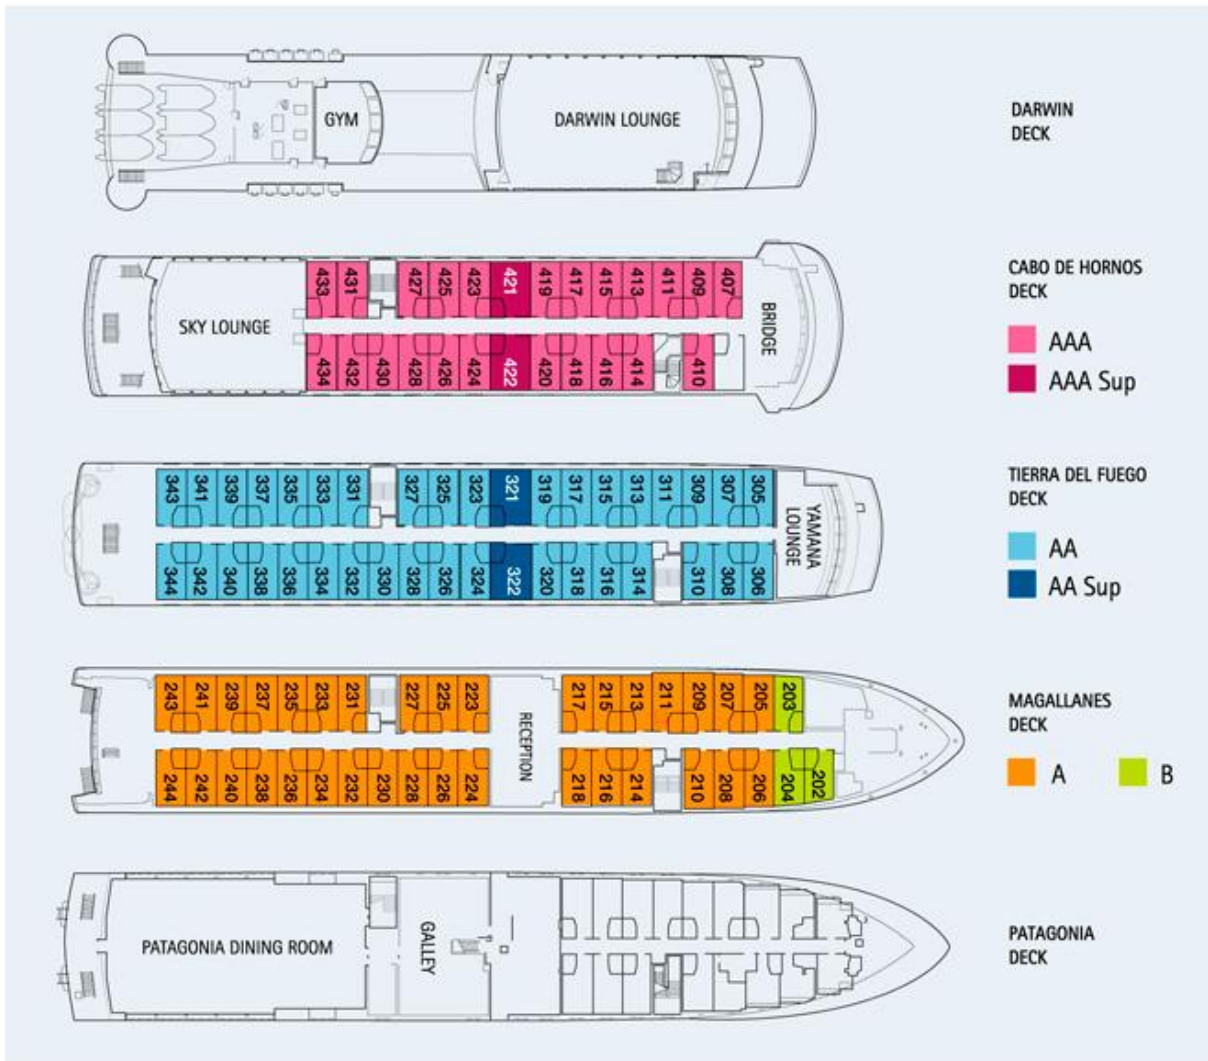 GYM
DARWIN LOUNGE
DARWIN
DECK
433 431 427 425 423 421 419 417 415 413 411 409 407
SKY LOUNGE
BRIDGE
434 432 430 428 426 424 422 420 418 416 414 410
CABO DE HORNOS
DECK
AAA
AAA Sup
343 341 339 337 335 333 331 327 325 323 321 319 317 315 313 311 309 307 305
YAMANA
LOUNGE
344 342 340 338 336 334 332 330 328 326 324 322 320 318 316 314 310 308 306
TIERRA DEL FUEGO
DECK
AA
AA Sup
243 241 239 237 235 233 231 227 225 223 217 215 213 211 209 207 205 203
RECEPTION
244 242 240 238 236 234 232 230 228 226 224 218 216 214 210 208 206 204 202
MAGALLANES
DECK
A B
PATAGONIA DINING ROOM
GALLEY
PATAGONIA
DECK